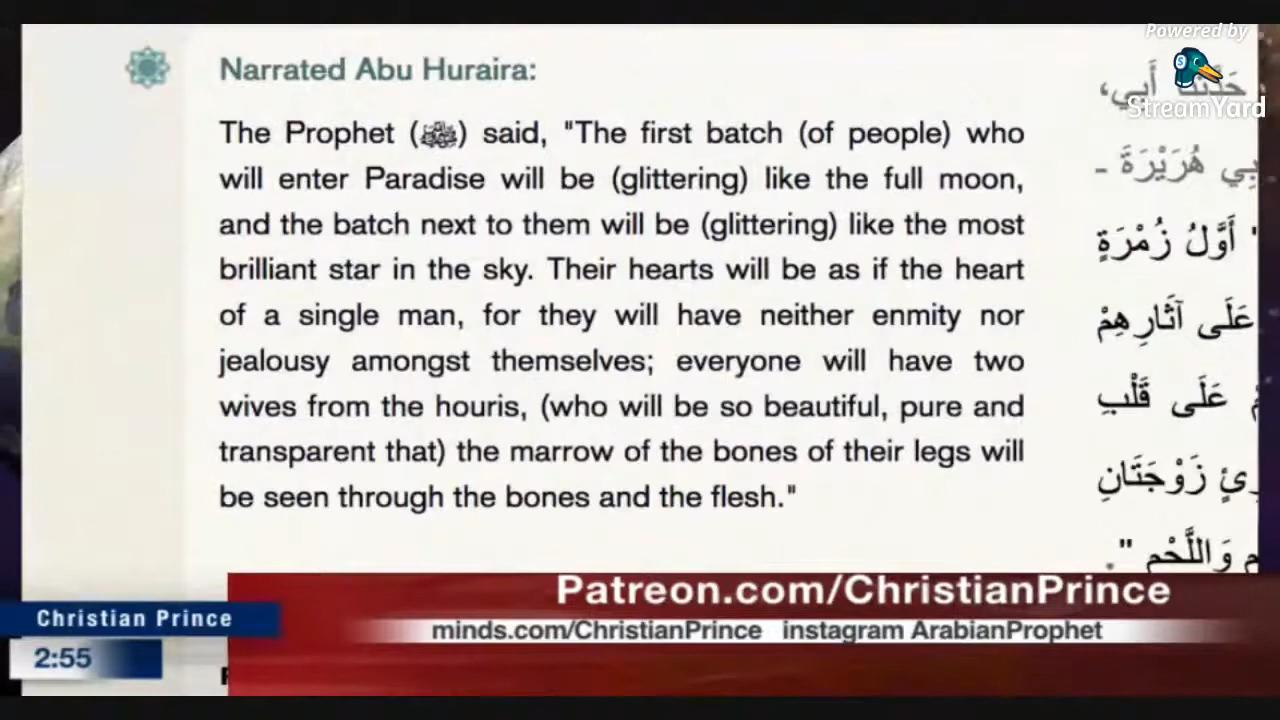 Powered by
StreamYard
Narrated Abu Huraira:
The Prophet (ﷺ) said, "The first batch (of people) who
will enter Paradise will be (glittering) like the full moon,
and the batch next to them will be (glittering) like the most
brilliant star in the sky. Their hearts will be as if the heart
of a single man, for they will have neither enmity nor
jealousy amongst themselves; everyone will have two
wives from the houris, (who will be so beautiful, pure and
transparent that) the marrow of the bones of their legs will
be seen through the bones and the flesh."
حَدَّثَنَا أَبِي،
هُرَيْرَةَ ـ
" أَوَّلُ زُمْرَةٍ
عَلَى آثَارِهِمْ
عَلَى قَلْبِ
زَوْجَتَانِ
وَاللَّحْمِ ".
Patreon.com/ChristianPrince
minds.com/ChristianPrince instagram ArabianProphet
Christian Prince
2:55